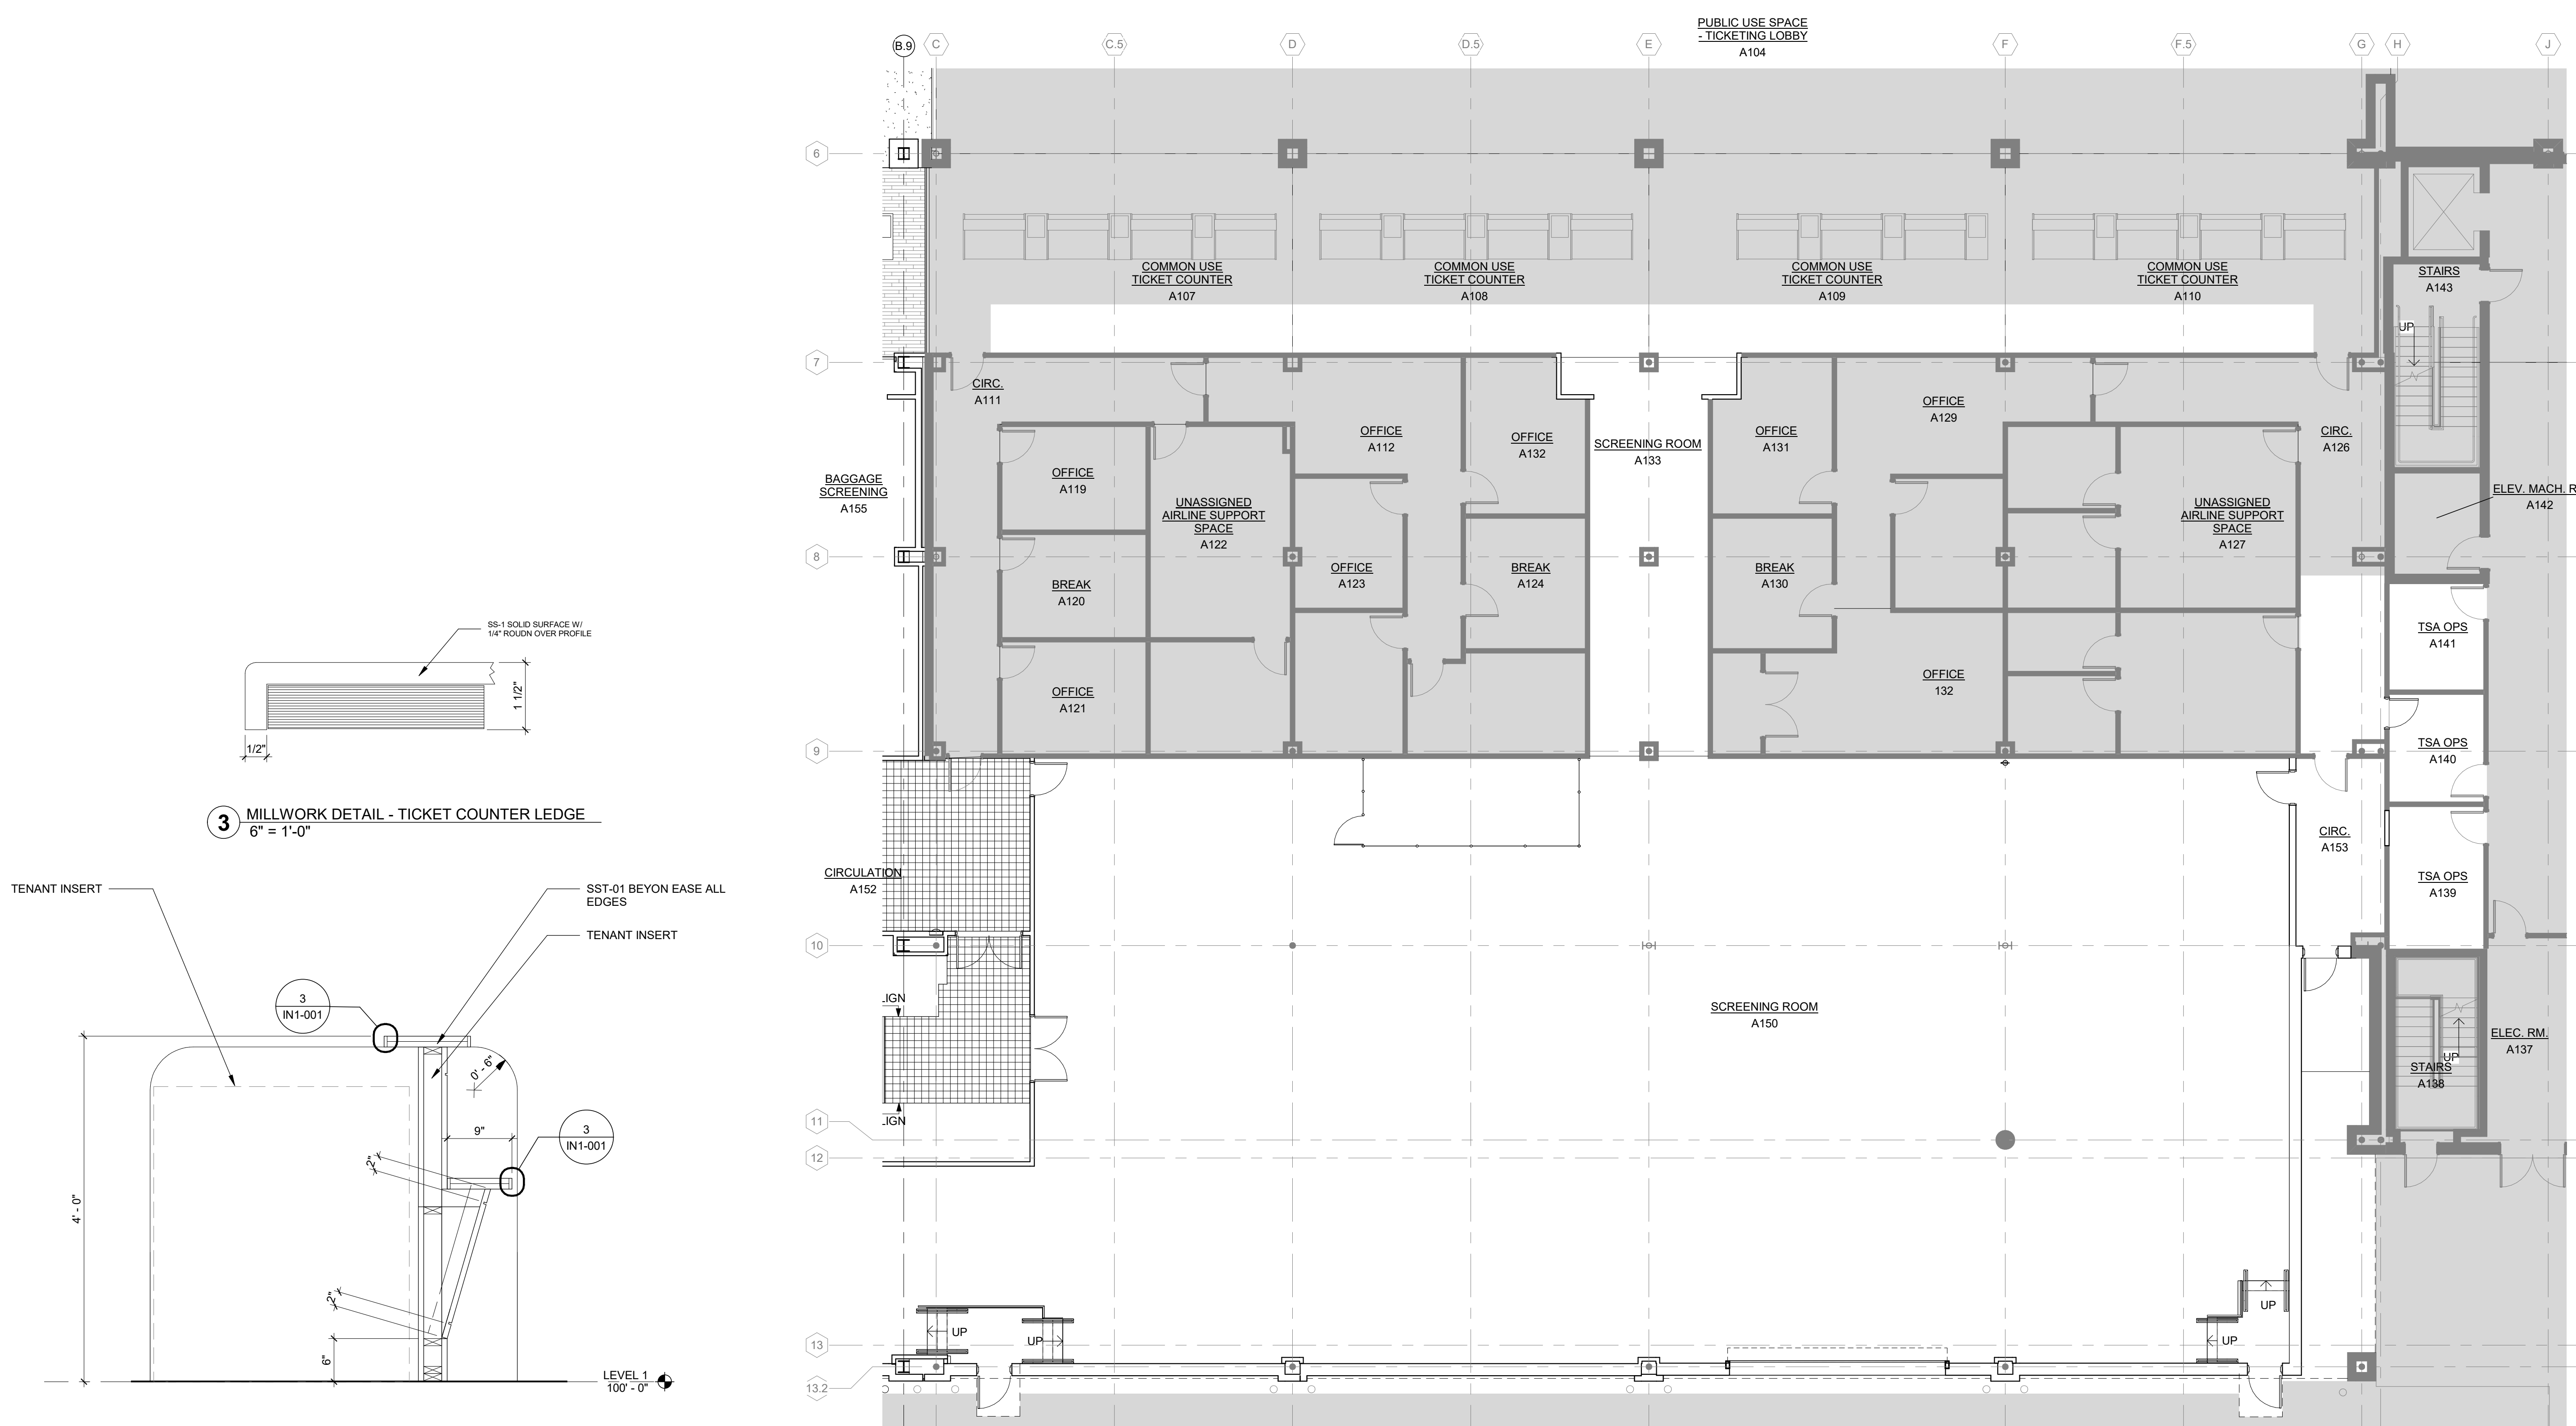 PUBLIC USE SPACE
- TICKETING LOBBY
A104
B.9
C
C.5
D
D.5
E
F
F.5
G
H
J
6
7
8
9
10
11
12
13
13.2
COMMON USE
TICKET COUNTER
A107
COMMON USE
TICKET COUNTER
A108
COMMON USE
TICKET COUNTER
A109
COMMON USE
TICKET COUNTER
A110
STAIRS
A143
UP
CIRC.
A111
OFFICE
A119
BREAK
A120
OFFICE
A121
UNASSIGNED
AIRLINE SUPPORT
SPACE
A122
OFFICE
A112
OFFICE
A123
OFFICE
A132
BREAK
A124
SCREENING ROOM
A133
OFFICE
A131
BREAK
A130
OFFICE
A129
OFFICE
132
UNASSIGNED
AIRLINE SUPPORT
SPACE
A127
CIRC.
A126
ELEV. MACH. R
A142
TSA OPS
A141
TSA OPS
A140
TSA OPS
A139
CIRC.
A153
BAGGAGE
SCREENING
A155
CIRCULATION
A152
LIGN
LIGN
SCREENING ROOM
A150
ELEC. RM.
A137
UP
STAIRS
A138
UP
UP
UP
UP
SS-1 SOLID SURFACE W/
1/4" ROUDN OVER PROFILE
1 1/2"
1/2"
3
MILLWORK DETAIL - TICKET COUNTER LEDGE
6" = 1'-0"
TENANT INSERT
SST-01 BEYON EASE ALL
EDGES
TENANT INSERT
3
IN1-001
0' - 6"
9"
3
IN1-001
2"
4' - 0"
2"
6"
LEVEL 1
100' - 0"